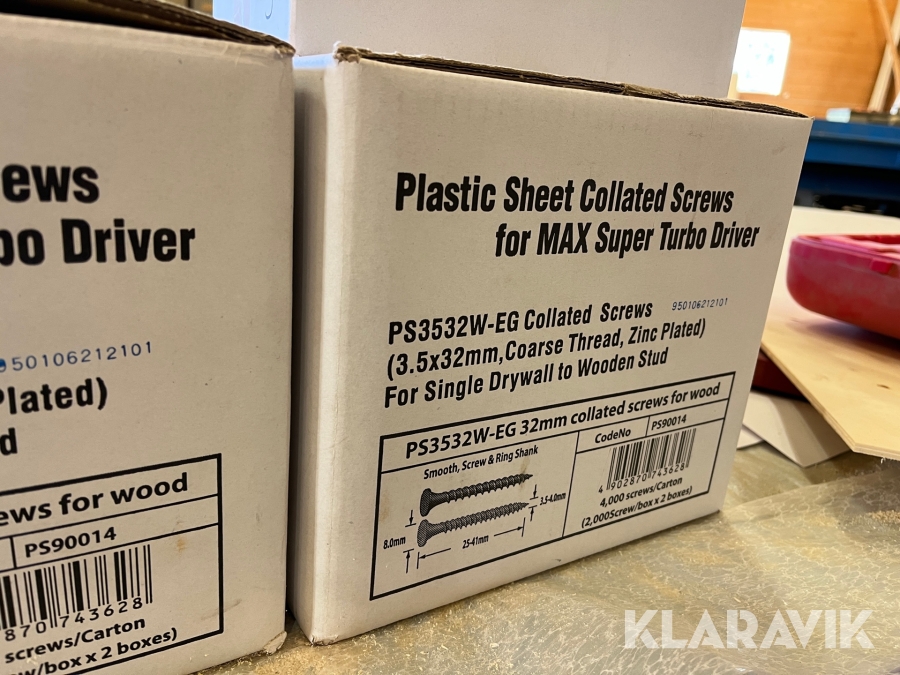 ews
bo Driver
50106212101
Plated)
d
ews for wood
PS90014
870 743628
screws/Carton
w/box x 2 boxes)
Plastic Sheet Collated Screws
for MAX Super Turbo Driver
PS3532W-EG Collated Screws 950106212101
(3.5x32mm,Coarse Thread, Zinc Plated)
For Single Drywall to Wooden Stud
PS3532W-EG 32mm collated screws for wood
Smooth, Screw & Ring Shank
CodeNo PS90014
3.5-4.0mm
8.0mm
25-41mm
4 902870 743628
4,000 screws/Carton
(2,000Screw/box x 2 boxes)
KLARAVIK